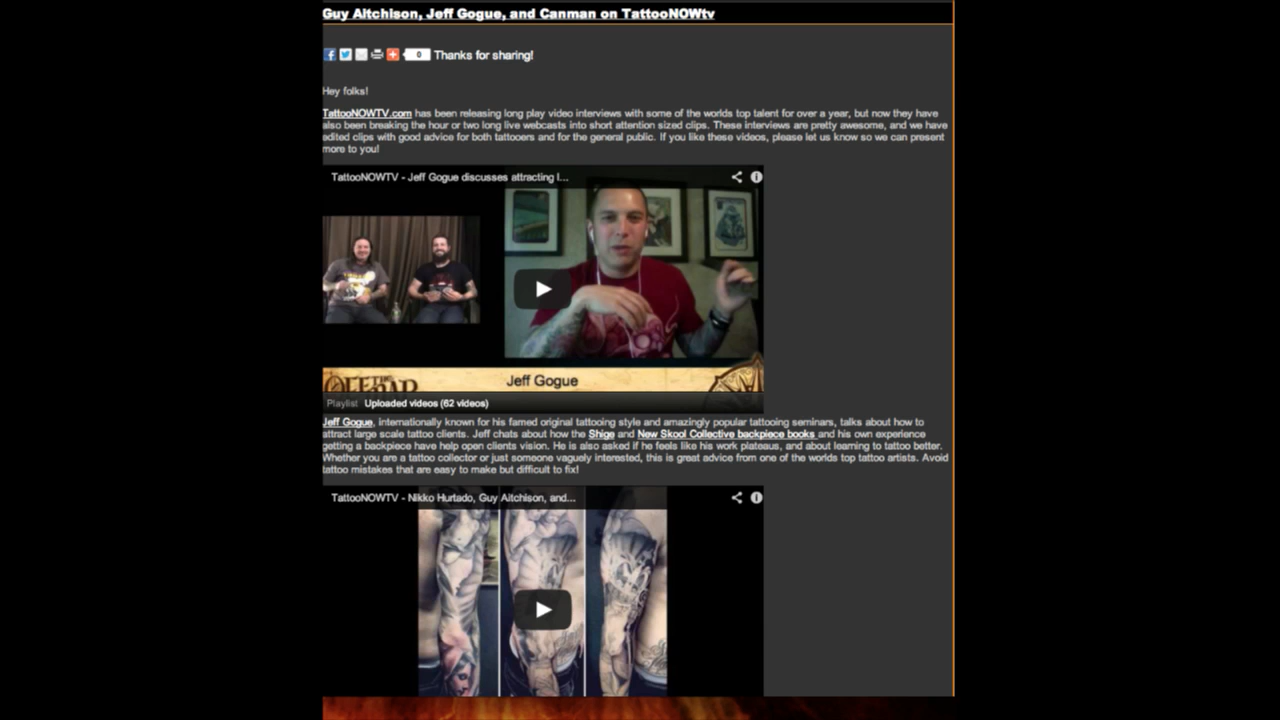 Guy Aitchison, Jeff Gogue, and Canman on TattooNOWtv
0 Thanks for sharing!
Hey folks!
TattooNOWTV.com has been releasing long play video interviews with some of the worlds top talent for over a year, but now they have
also been breaking the hour or two long live webcasts into short attention sized clips. These interviews are pretty awesome, and we have
edited clips with good advice for both tattooers and for the general public. If you like these videos, please let us know so we can present
more to you!
TattooNOWTV - Jeff Gogue discusses attracting l...
OFF THE MAP
Jeff Gogue
Playlist Uploaded videos (62 videos)
Jeff Gogue, internationally known for his famed original tattooing style and amazingly popular tattooing seminars, talks about how to
attract large scale tattoo clients. Jeff chats about how the Shige and New Skool Collective backpiece books and his own experience
getting a backpiece have help open clients vision. He is also asked if he feels like his work plateaus, and about learning to tattoo better.
Whether you are a tattoo collector or just someone vaguely interested, this is great advice from one of the worlds top tattoo artists. Avoid
tattoo mistakes that are easy to make but difficult to fix!
TattooNOWTV - Nikko Hurtado, Guy Aitchison, and...